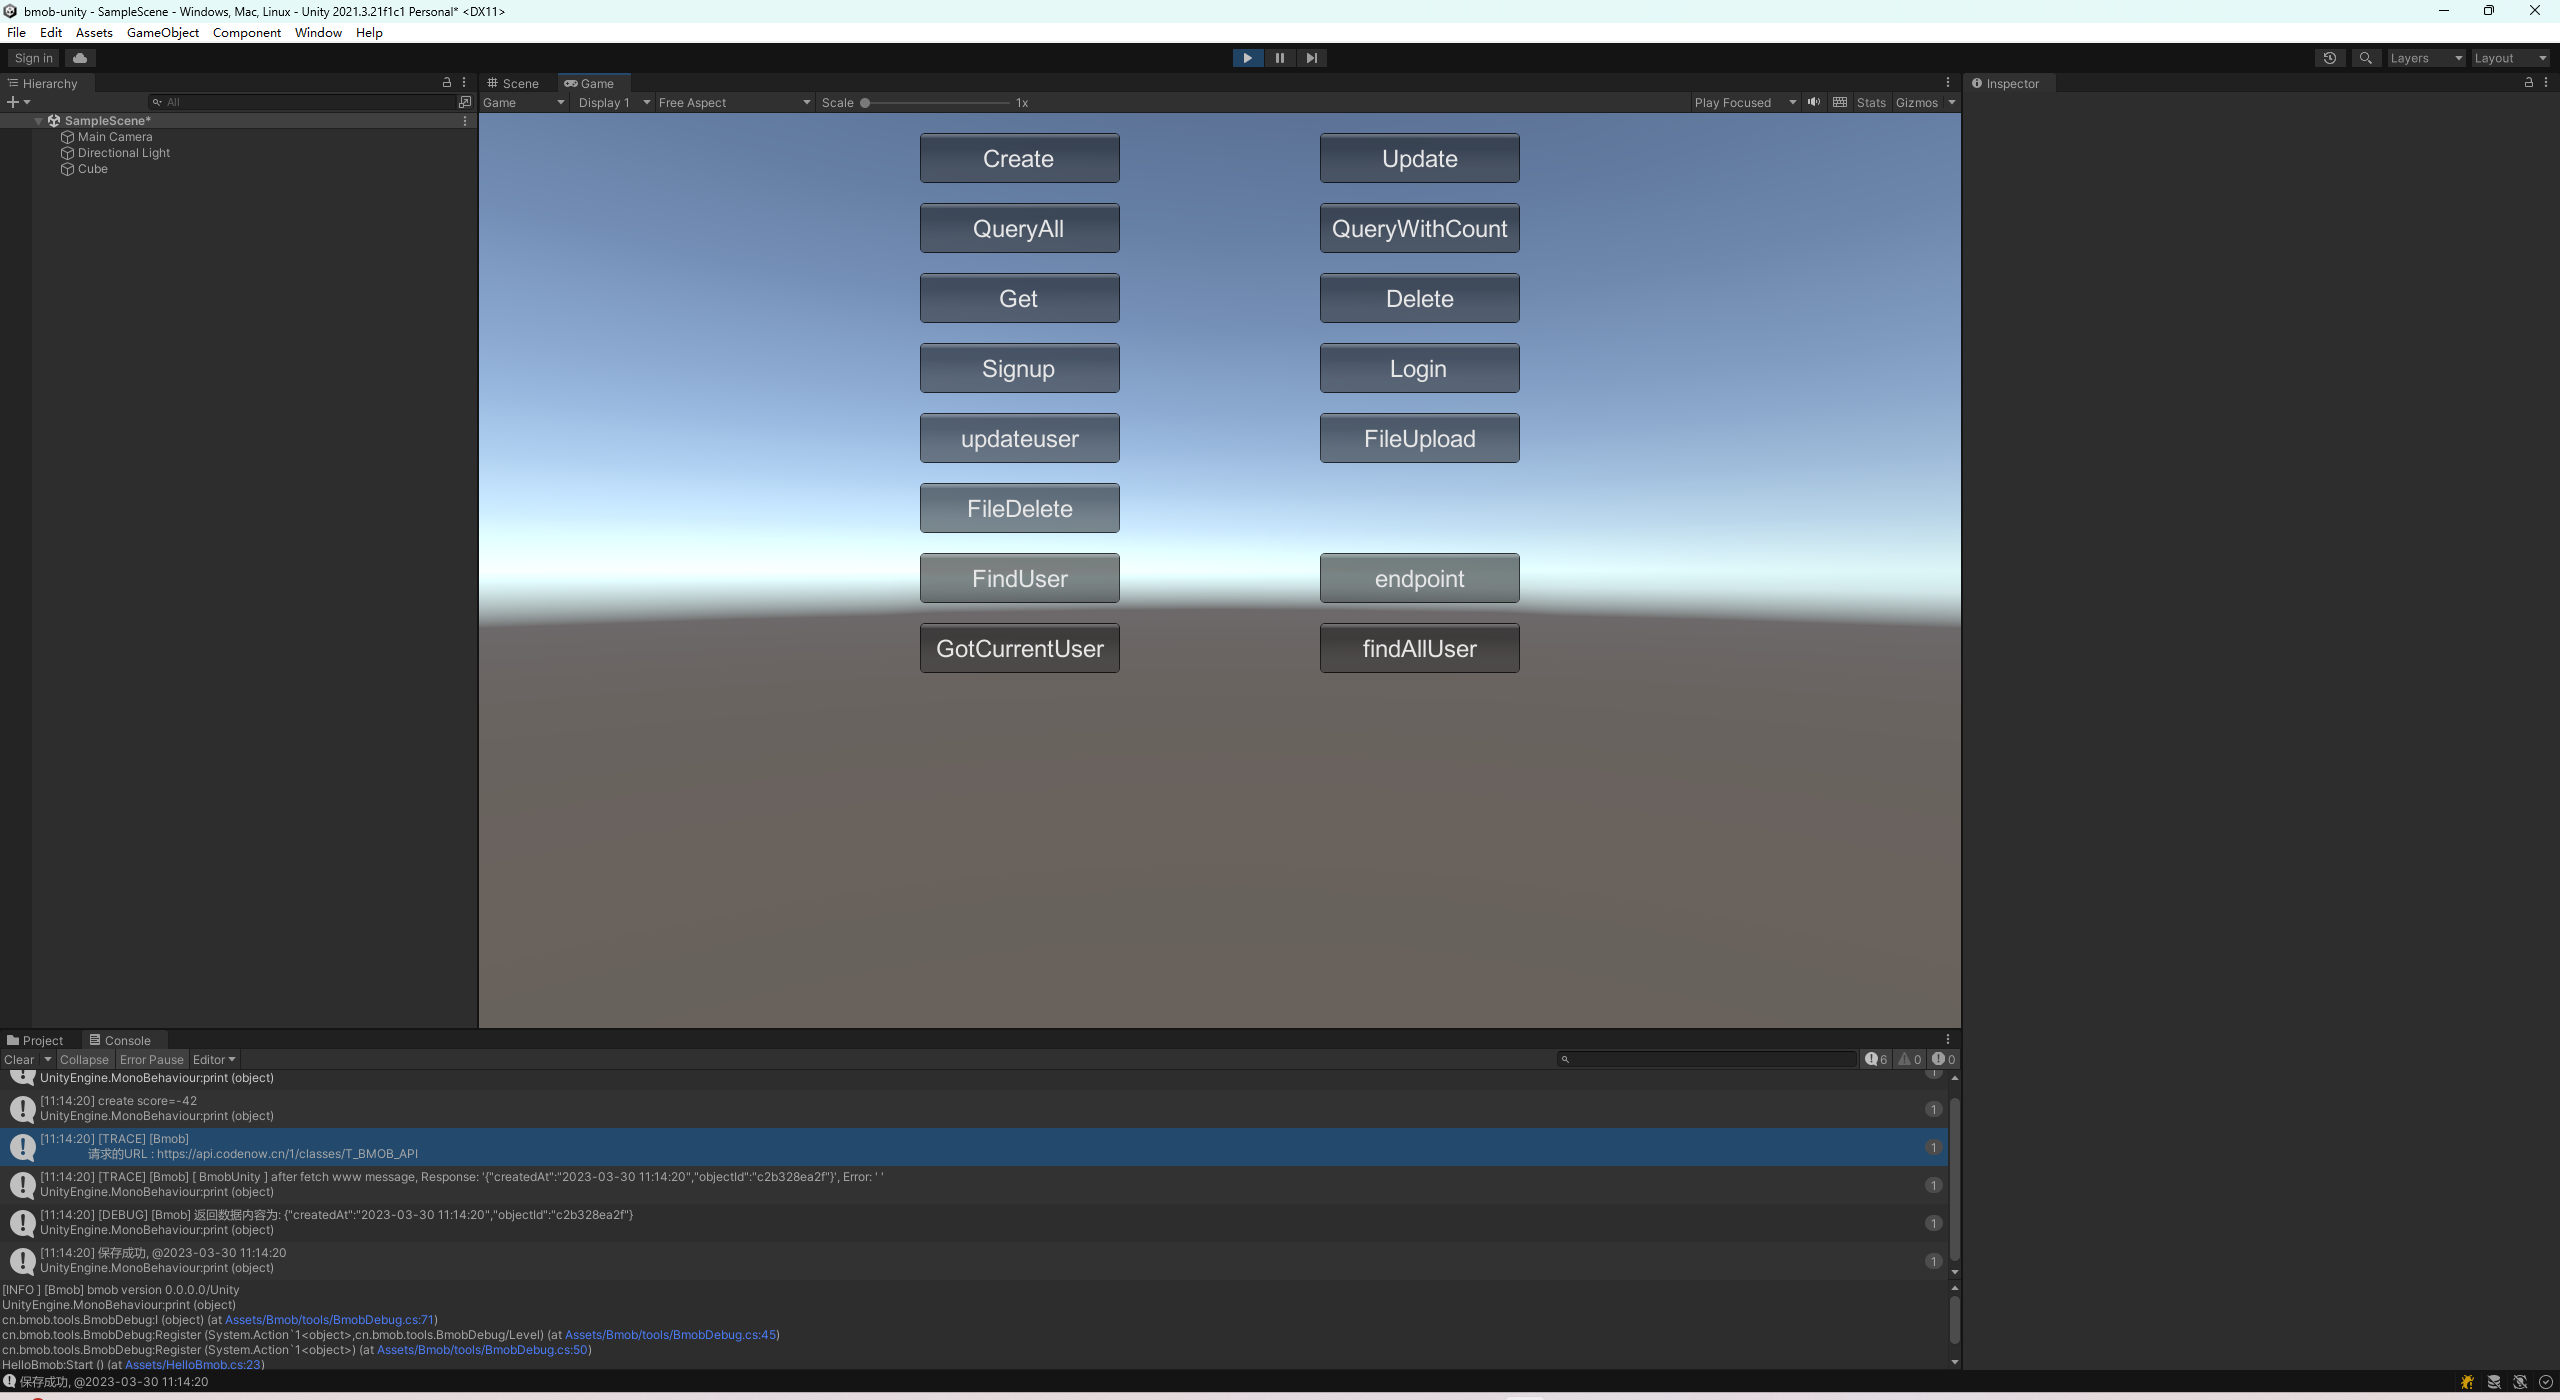 bmob-unity - SampleScene - Windows, Mac, Linux - Unity 2021.3.21f1c1 Personal* <DX11>
File Edit Assets GameObject Component Window Help
Sign in
Layers Layout
Hierarchy
All
SampleScene*
Main Camera
Directional Light
Cube
Scene Game
Game Display 1 Free Aspect Scale 1x Play Focused Stats Gizmos
Create Update
QueryAll QueryWithCount
Get Delete
Signup Login
updateuser FileUpload
FileDelete
FindUser endpoint
GotCurrentUser findAllUser
Inspector
Project Console
Clear Collapse Error Pause Editor 6 0 0
UnityEngine.MonoBehaviour:print (object) 1
[11:14:20] create score=-42
UnityEngine.MonoBehaviour:print (object) 1
[11:14:20] [TRACE] [Bmob]
请求的URL : https://api.codenow.cn/1/classes/T_BMOB_API 1
[11:14:20] [TRACE] [Bmob] [ BmobUnity ] after fetch www message, Response: '{"createdAt":"2023-03-30 11:14:20","objectId":"c2b328ea2f"}', Error: ' '
UnityEngine.MonoBehaviour:print (object) 1
[11:14:20] [DEBUG] [Bmob] 返回数据内容为: {"createdAt":"2023-03-30 11:14:20","objectId":"c2b328ea2f"}
UnityEngine.MonoBehaviour:print (object) 1
[11:14:20] 保存成功, @2023-03-30 11:14:20
UnityEngine.MonoBehaviour:print (object) 1
[INFO ] [Bmob] bmob version 0.0.0.0/Unity
UnityEngine.MonoBehaviour:print (object)
cn.bmob.tools.BmobDebug:I (object) (at Assets/Bmob/tools/BmobDebug.cs:71)
cn.bmob.tools.BmobDebug:Register (System.Action`1<object>,cn.bmob.tools.BmobDebug/Level) (at Assets/Bmob/tools/BmobDebug.cs:45)
cn.bmob.tools.BmobDebug:Register (System.Action`1<object>) (at Assets/Bmob/tools/BmobDebug.cs:50)
HelloBmob:Start () (at Assets/HelloBmob.cs:23)
保存成功, @2023-03-30 11:14:20